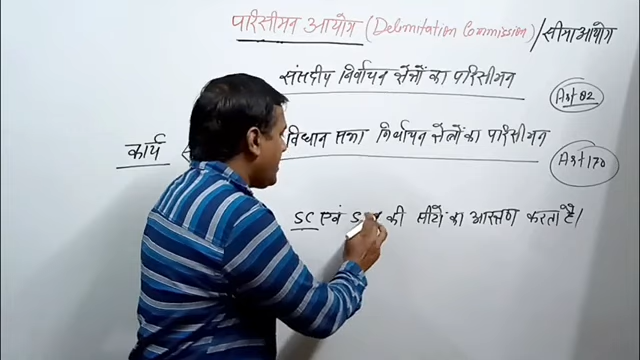 परिसीमन आयोग (Delimitation Commission) / सीमा आयोग
संसदीय निर्वाचन क्षेत्रों का परिसीमन Art 82
कार्य विधान सभा निर्वाचन क्षेत्रों का परिसीमन Art 170
SC एवं की सीटों का आरक्षण करता है।